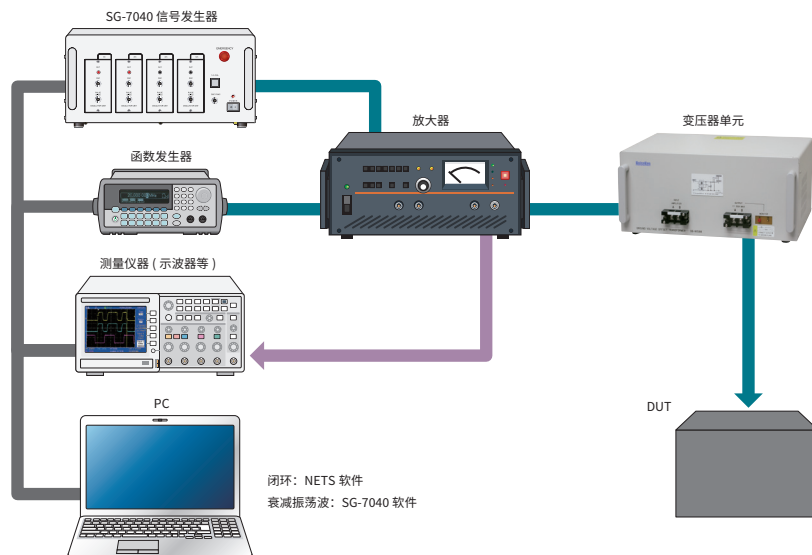 SG-7040 信号发生器
放大器
变压器单元
函数发生器
测量仪器 ( 示波器等 )
PC
DUT
闭环：NETS 软件
衰减振荡波：SG-7040 软件